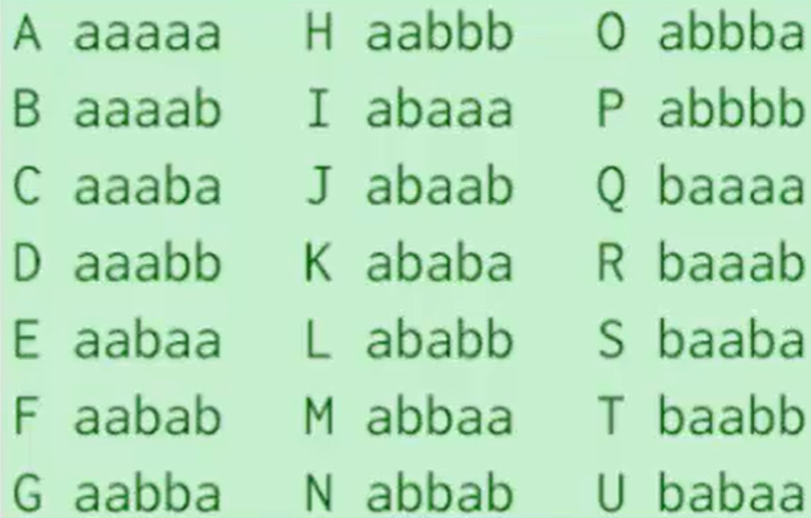 A aaaaa H aabbb O abbba
B aaaab I abaaa P abbbb
C aaaba J abaab Q baaaa
D aaabb K ababa R baaab
E aabaa L ababb S baaba
F aabab M abbaa T baabb
G aabba N abbab U babaa